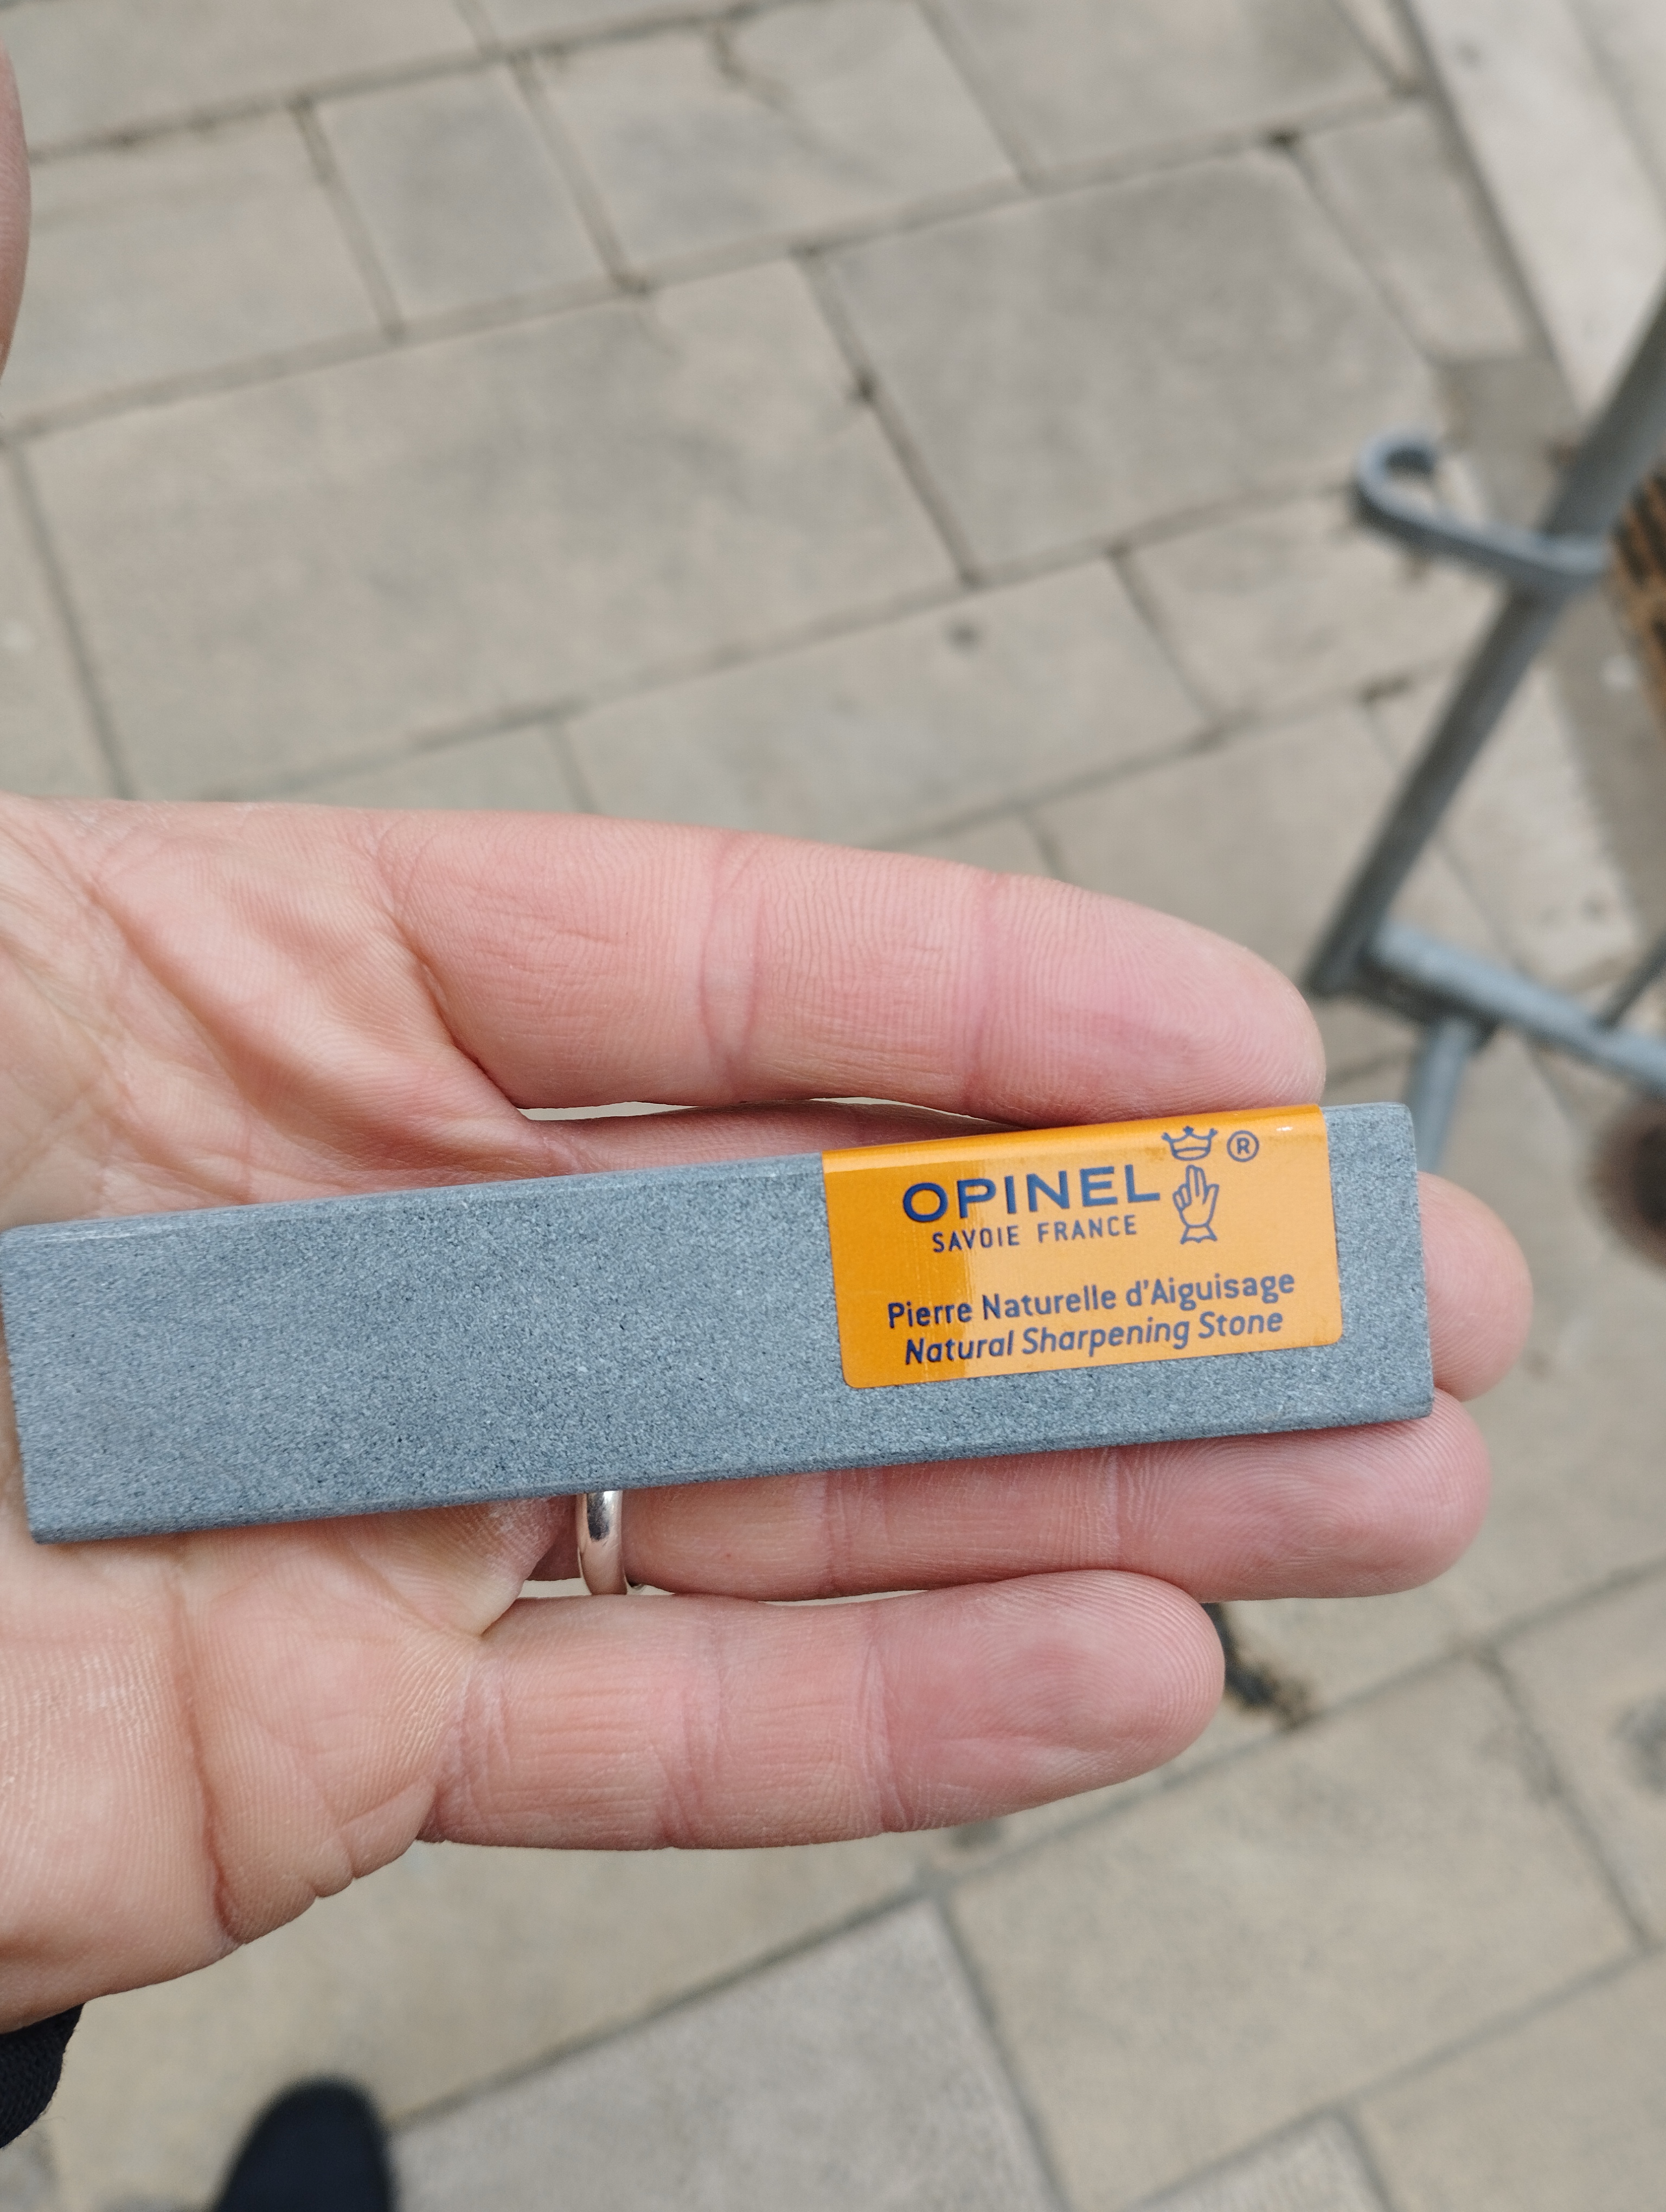 OPINEL ®
SAVOIE FRANCE
Pierre Naturelle d'Aiguisage
Natural Sharpening Stone